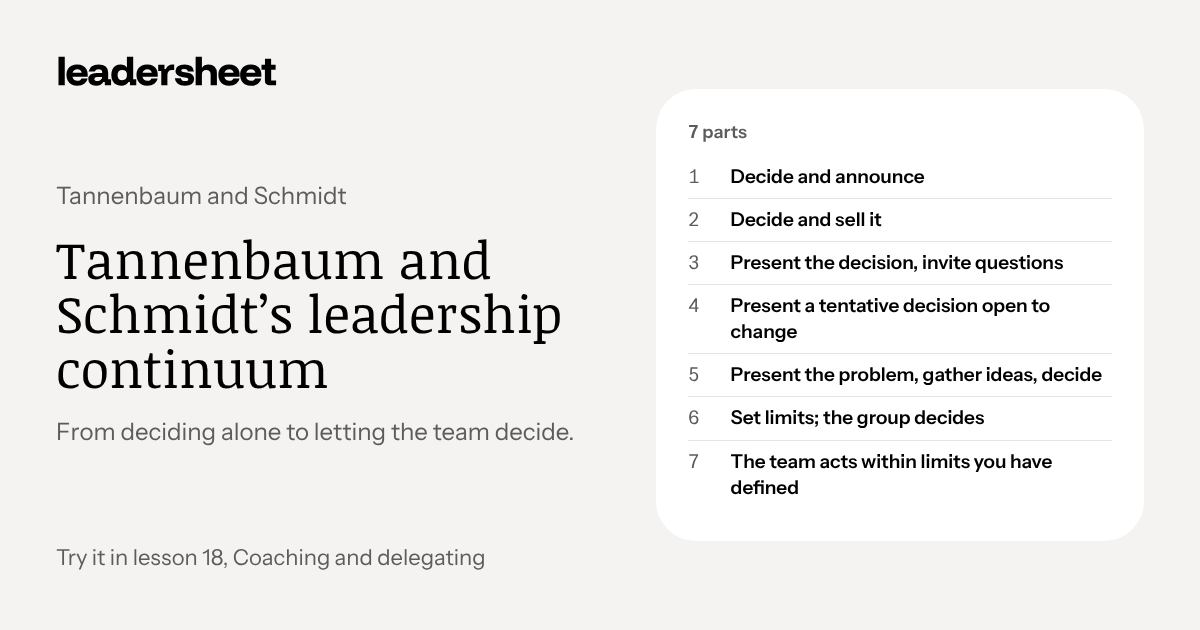 leadersheet
Tannenbaum and Schmidt
Tannenbaum and
Schmidt’s leadership
continuum
From deciding alone to letting the team decide.
Try it in lesson 18, Coaching and delegating
7 parts
1 Decide and announce
2 Decide and sell it
3 Present the decision, invite questions
4 Present a tentative decision open to
change
5 Present the problem, gather ideas, decide
6 Set limits; the group decides
7 The team acts within limits you have
defined